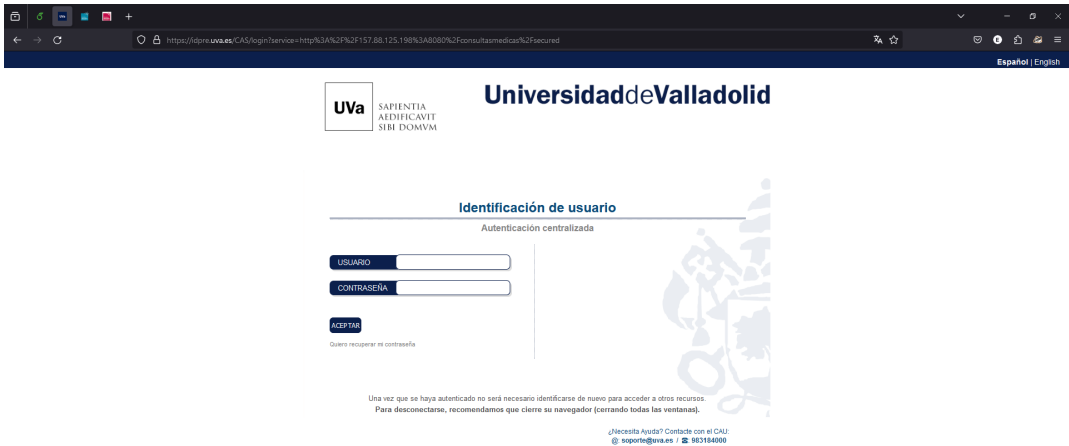 https://idpre.uva.es/CAS/login?service=http%3A%2F%2F157.88.125.198%3A8080%2Fconsultasmedicas%2Fsecured
Español | English
UVa
SAPIENTIA
AEDIFICAVIT
SIBI DOMVM
UniversidaddeValladolid
Identificación de usuario
Autenticación centralizada
USUARIO
CONTRASEÑA
ACEPTAR
Quiero recuperar mi contraseña
Una vez que se haya autenticado no será necesario identificarse de nuevo para acceder a otros recursos.
Para desconectarse, recomendamos que cierre su navegador (cerrando todas las ventanas).
¿Necesita Ayuda? Contacte con el CAU:
@: soporte@uva.es / ☎ 983184000